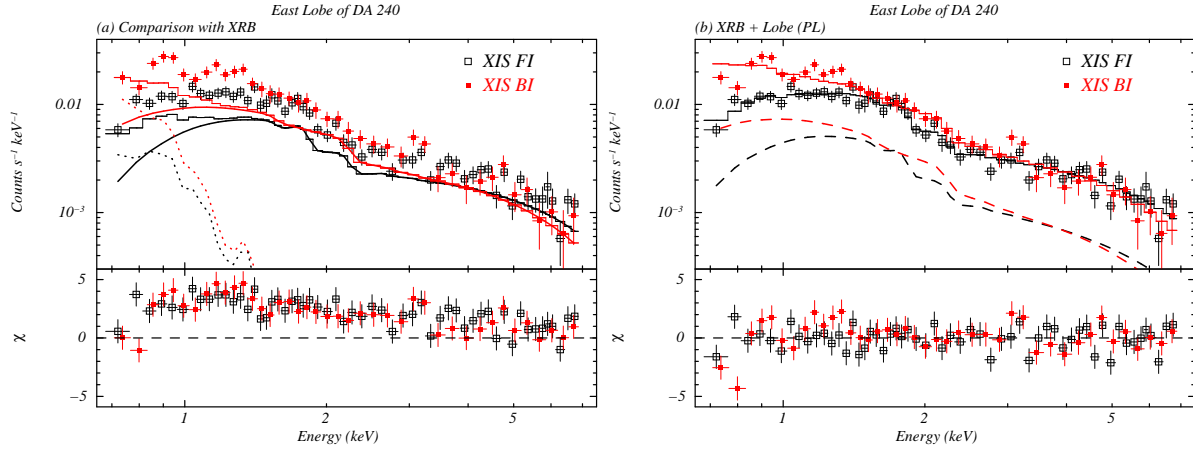 East Lobe of DA 240
(a) Comparison with XRB
XIS FI
XIS BI
0.01
10⁻³
Counts s⁻¹ keV⁻¹
5
0
−5
χ
1
2
5
Energy (keV)
East Lobe of DA 240
(b) XRB + Lobe (PL)
XIS FI
XIS BI
0.01
10⁻³
Counts s⁻¹ keV⁻¹
5
0
−5
χ
1
2
5
Energy (keV)